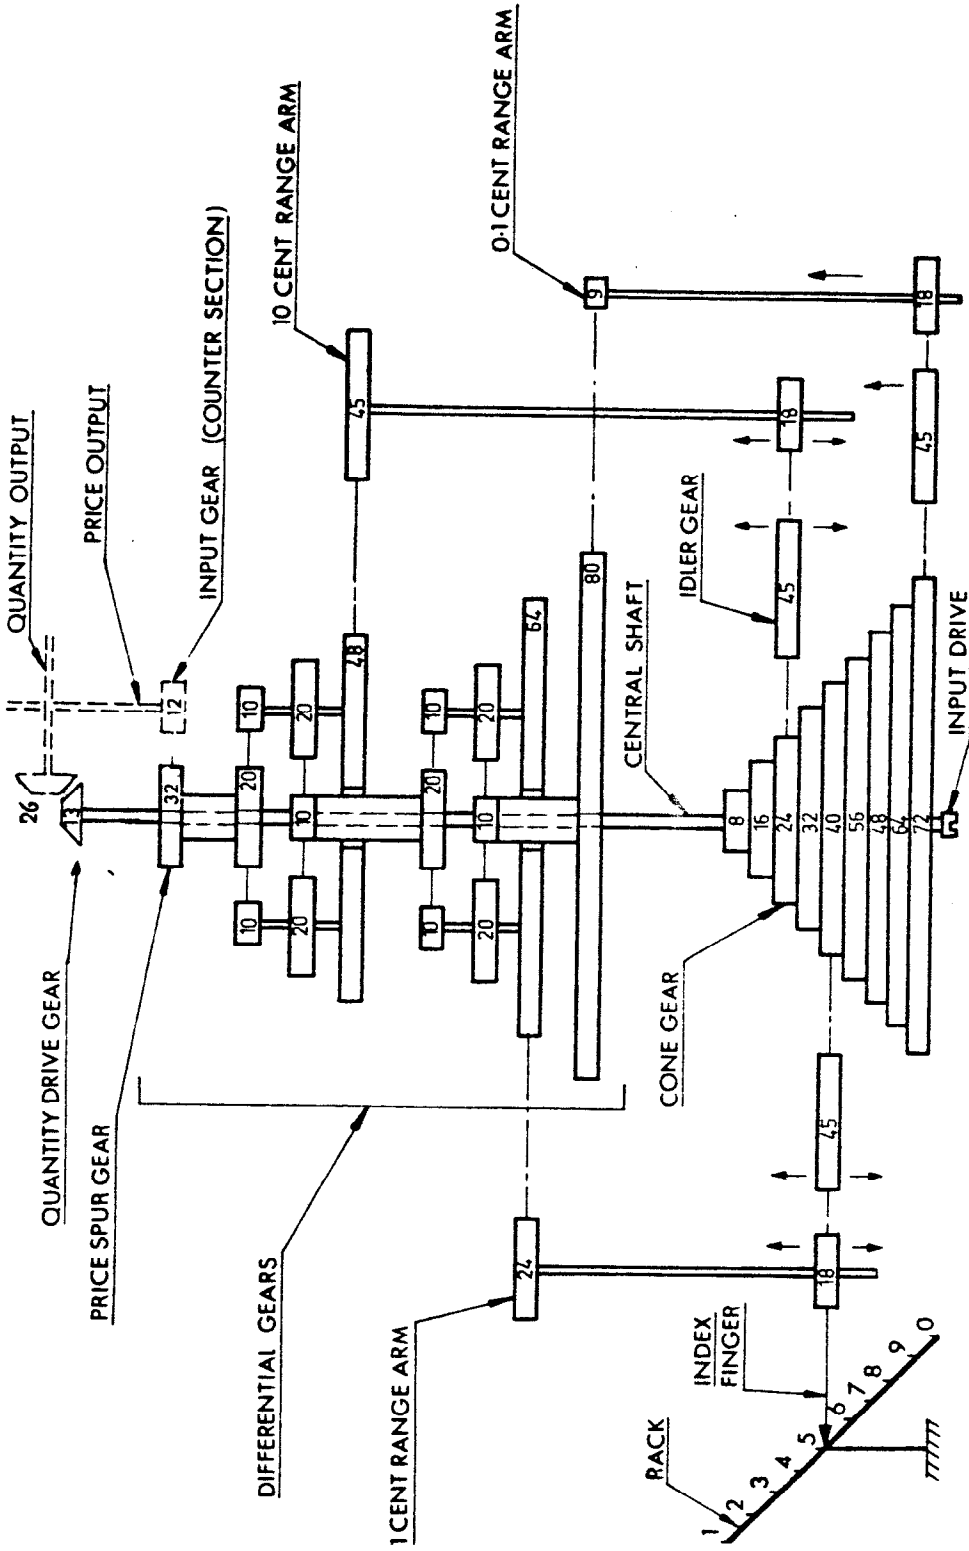 QUANTITY OUTPUT
PRICE OUTPUT
INPUT GEAR (COUNTER SECTION)
10 CENT RANGE ARM
0·1 CENT RANGE ARM
26
13
QUANTITY DRIVE GEAR
PRICE SPUR GEAR
32
12
20
10
10
10
20
20
48
45
DIFFERENTIAL GEARS
20
10
10
10
20
20
64
24
80
9
1 CENT RANGE ARM
CENTRAL SHAFT
IDLER GEAR
CONE GEAR
8
16
24
32
40
56
48
64
72
45
18
45
18
45
18
INPUT DRIVE
INDEX
FINGER
RACK
1
2
3
4
5
6
7
8
9
0